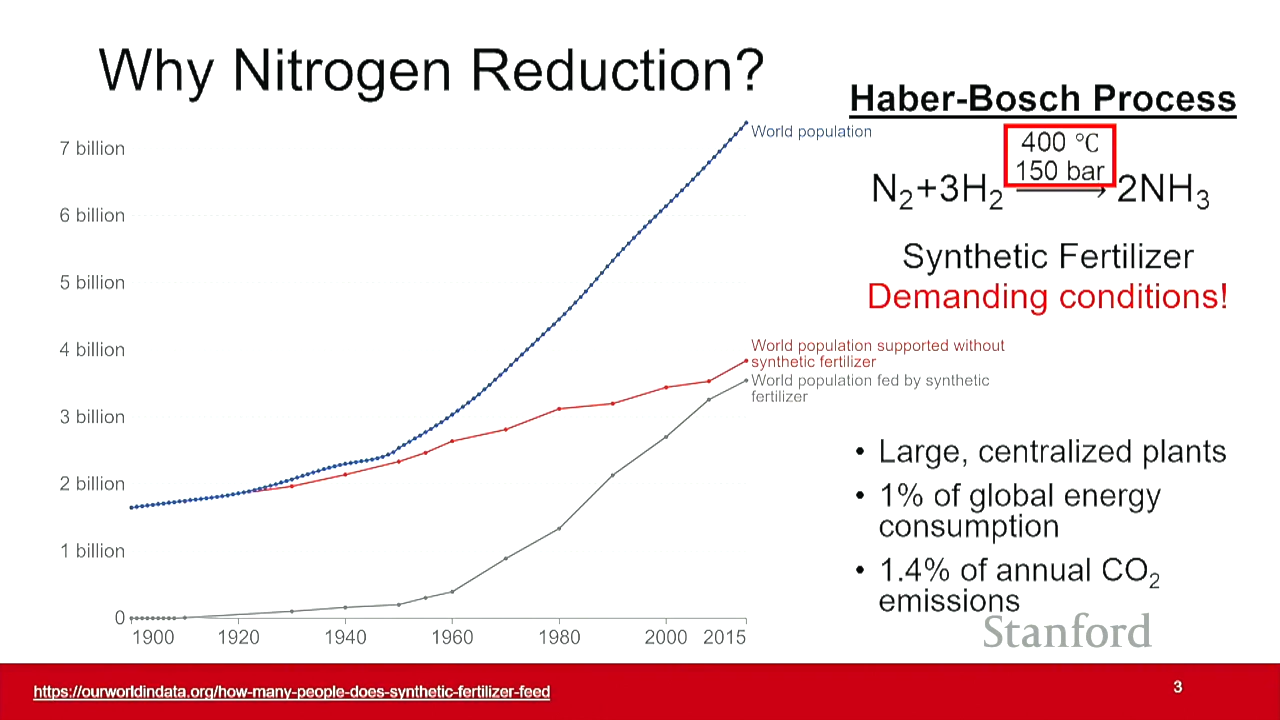 Why Nitrogen Reduction?
Haber-Bosch Process
400 °C
150 bar
N₂+3H₂ ⟶ 2NH₃
Synthetic Fertilizer
Demanding conditions!
7 billion
6 billion
5 billion
4 billion
3 billion
2 billion
1 billion
0
1900 1920 1940 1960 1980 2000 2015
World population
World population supported without
synthetic fertilizer
World population fed by synthetic
fertilizer
• Large, centralized plants
• 1% of global energy
consumption
• 1.4% of annual CO₂
emissions
Stanford
https://ourworldindata.org/how-many-people-does-synthetic-fertilizer-feed
3